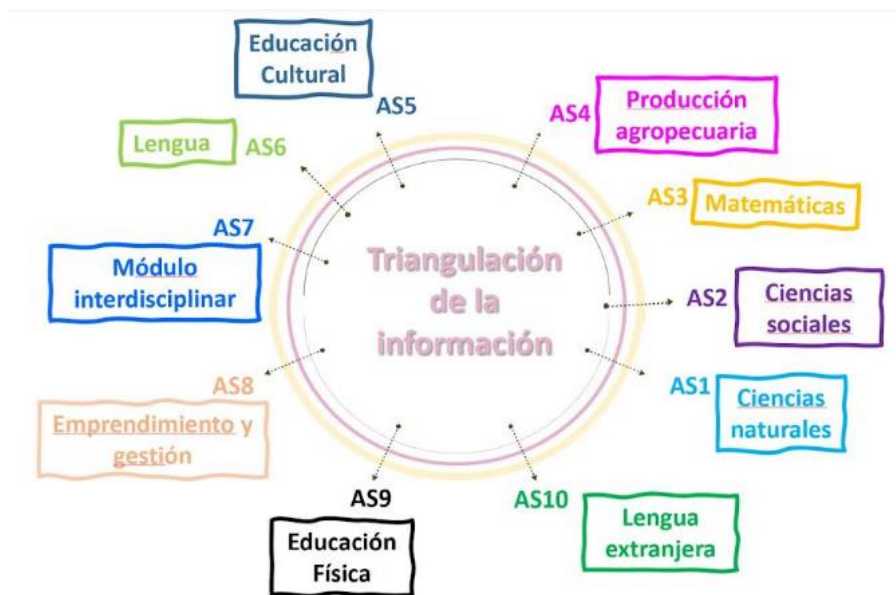 Educación
Cultural
AS5
AS4
Producción
agropecuaria
Lengua
AS6
AS3
Matemáticas
AS7
Módulo
interdisciplinar
Triangulación
de la
información
AS2
Ciencias
sociales
AS8
Emprendimiento y
gestión
AS1
Ciencias
naturales
AS9
Educación
Física
AS10
Lengua
extranjera